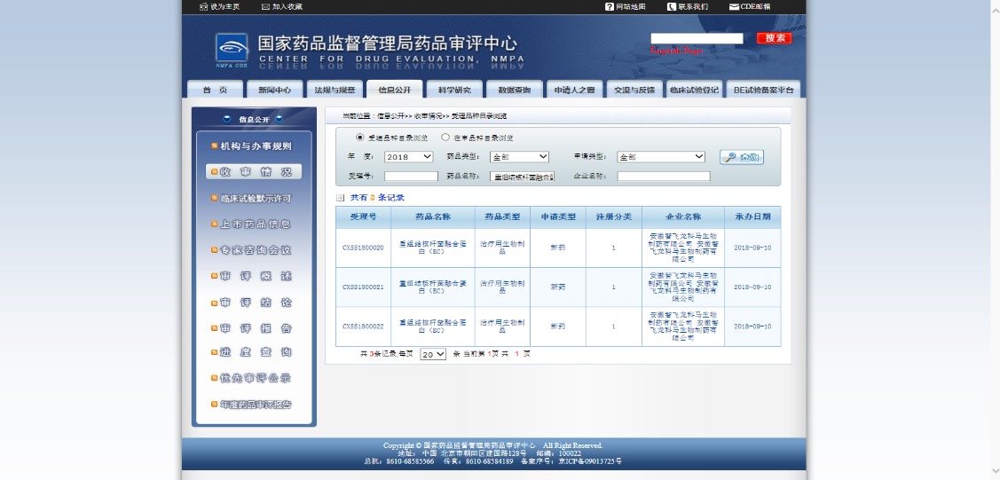 设为主页 加入收藏 网站地图 联系我们 CDE邮箱
国家药品监督管理局药品审评中心
CENTER FOR DRUG EVALUATION, NMPA
NMPA CDE
搜索
English Page
首 页 新闻中心 法规与规章 信息公开 科学研究 数据查询 申请人之窗 交流与反馈 临床试验登记 BE试验备案平台
信息公开
机构与办事规则
收 审 情 况
临床试验默示许可
上市药品信息
专家咨询会议
审 评 概 述
审 评 结 论
审 评 报 告
进 度 查 询
优先审评公示
年度药品审评报告
当前位置：信息公开>> 收审情况>> 受理品种目录浏览
受理品种目录浏览 在审品种目录浏览
年 度： 2018 药品类型： 全部 申请类型： 全部 查询
受理号： 药品名称： 重组结核杆菌融合蛋 企业名称：
共有 3 条记录
受理号 药品名称 药品类型 申请类型 注册分类 企业名称 承办日期
CXSS1800020 重组结核杆菌融合蛋白（EC） 治疗用生物制品 新药 1 安徽智飞龙科马生物制药有限公司 安徽智飞龙科马生物制药有限公司 2018-09-10
CXSS1800021 重组结核杆菌融合蛋白（EC） 治疗用生物制品 新药 1 安徽智飞龙科马生物制药有限公司 安徽智飞龙科马生物制药有限公司 2018-09-10
CXSS1800022 重组结核杆菌融合蛋白（EC） 治疗用生物制品 新药 1 安徽智飞龙科马生物制药有限公司 安徽智飞龙科马生物制药有限公司 2018-09-10
共 3条记录,每页 20 条 当前第 1页 共 1 页
Copyright © 国家药品监督管理局药品审评中心 All Right Reserved.
地址： 中国 北京市朝阳区建国路128号 邮编：100022
总机：8610-68585566 传真：8610-68584189 备案序号：京ICP备09013725号